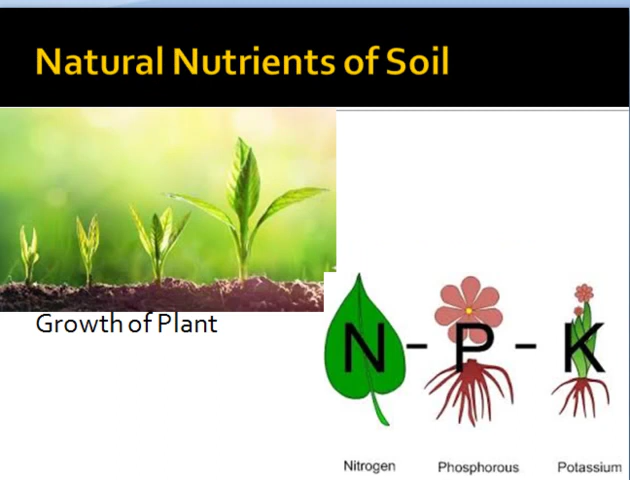 Natural Nutrients of Soil
Growth of Plant
N - P - K
Nitrogen Phosphorous Potassium